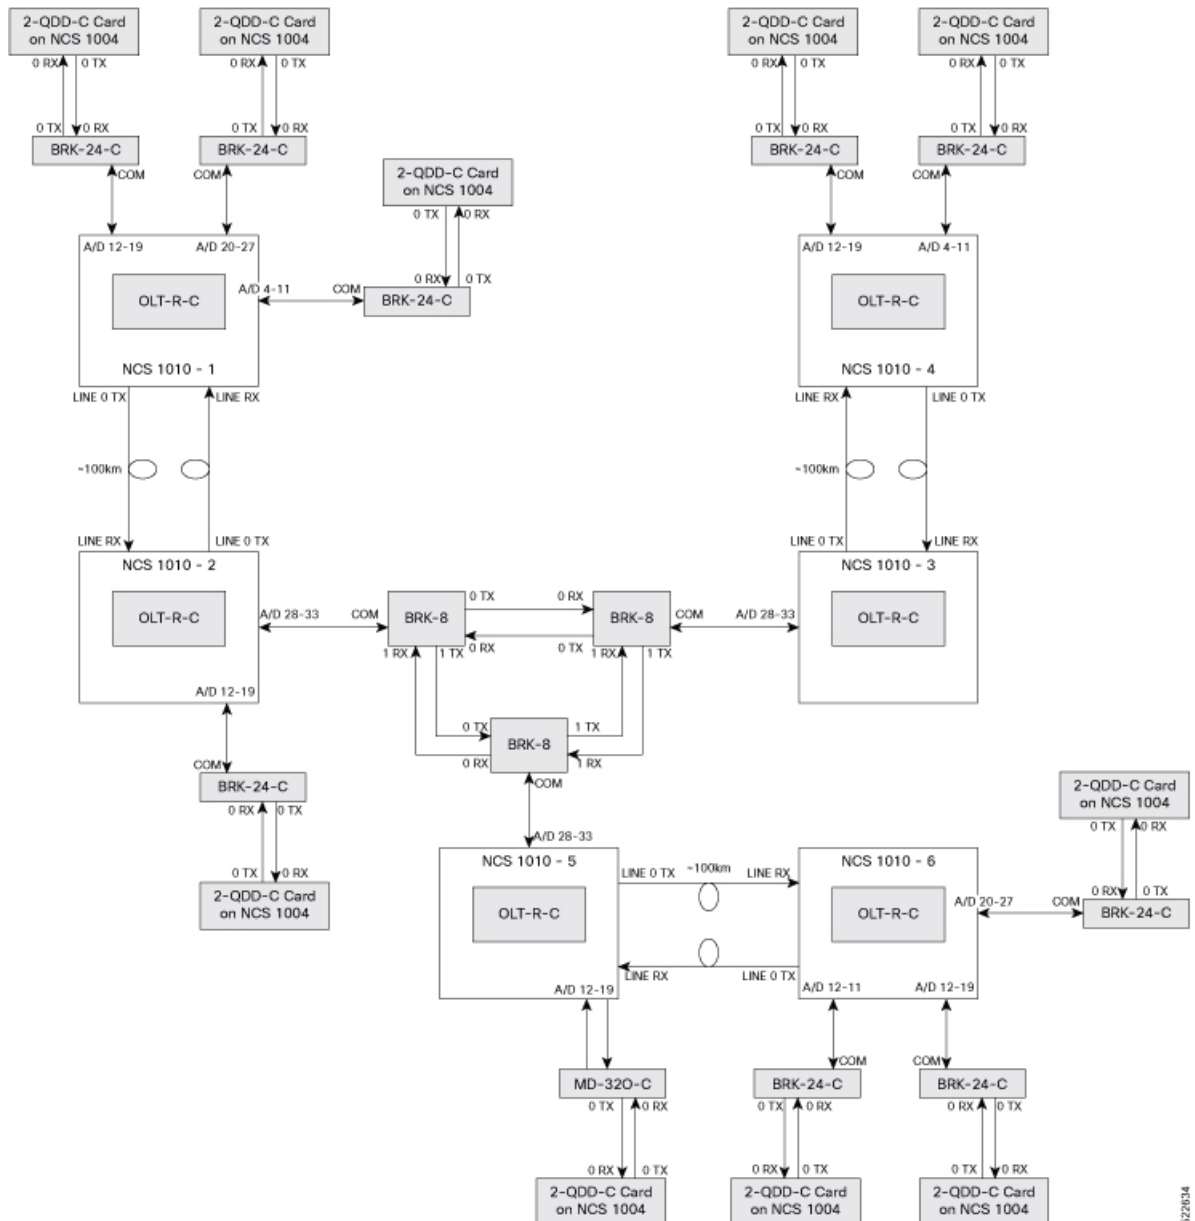 2-QDD-C Card
on NCS 1004
2-QDD-C Card
on NCS 1004
2-QDD-C Card
on NCS 1004
2-QDD-C Card
on NCS 1004
0 RX
0 TX
0 RX
0 TX
0 RX
0 TX
0 RX
0 TX
0 TX
0 RX
0 TX
0 RX
0 TX
0 RX
0 TX
0 RX
BRK-24-C
BRK-24-C
BRK-24-C
BRK-24-C
COM
COM
COM
COM
2-QDD-C Card
on NCS 1004
0 TX
0 RX
A/D 12-19
A/D 20-27
A/D 12-19
A/D 4-11
0 RX
0 TX
A/D 4-11
COM
BRK-24-C
OLT-R-C
OLT-R-C
NCS 1010 - 1
NCS 1010 - 4
LINE 0 TX
LINE RX
LINE RX
LINE 0 TX
~100km
~100km
LINE RX
LINE 0 TX
LINE 0 TX
LINE RX
NCS 1010 - 2
NCS 1010 - 3
OLT-R-C
OLT-R-C
A/D 28-33
COM
BRK-8
0 TX
0 RX
BRK-8
COM
A/D 28-33
0 RX
0 TX
1 RX
1 TX
1 RX
1 TX
A/D 12-19
0 TX
1 TX
BRK-8
0 RX
1 RX
COM
COM
BRK-24-C
0 RX
0 TX
0 TX
0 RX
2-QDD-C Card
on NCS 1004
2-QDD-C Card
on NCS 1004
0 TX
0 RX
A/D 28-33
NCS 1010 - 5
NCS 1010 - 6
LINE 0 TX
~100km
LINE RX
OLT-R-C
OLT-R-C
0 RX
0 TX
A/D 20-27
COM
BRK-24-C
LINE RX
LINE 0 TX
A/D 12-19
A/D 12-11
A/D 12-19
COM
COM
MD-32O-C
BRK-24-C
BRK-24-C
0 TX
0 RX
0 TX
0 RX
0 RX
0 TX
0 RX
0 TX
0 RX
0 TX
0 TX
0 RX
2-QDD-C Card
on NCS 1004
2-QDD-C Card
on NCS 1004
2-QDD-C Card
on NCS 1004